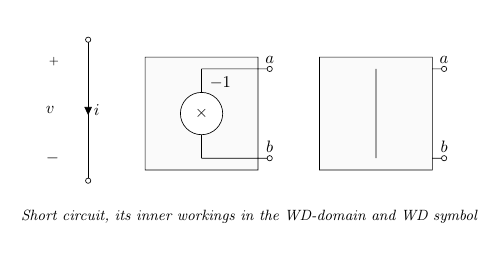 +
v
i
−
−1
×
a
b
a
b
Short circuit, its inner workings in the WD-domain and WD symbol